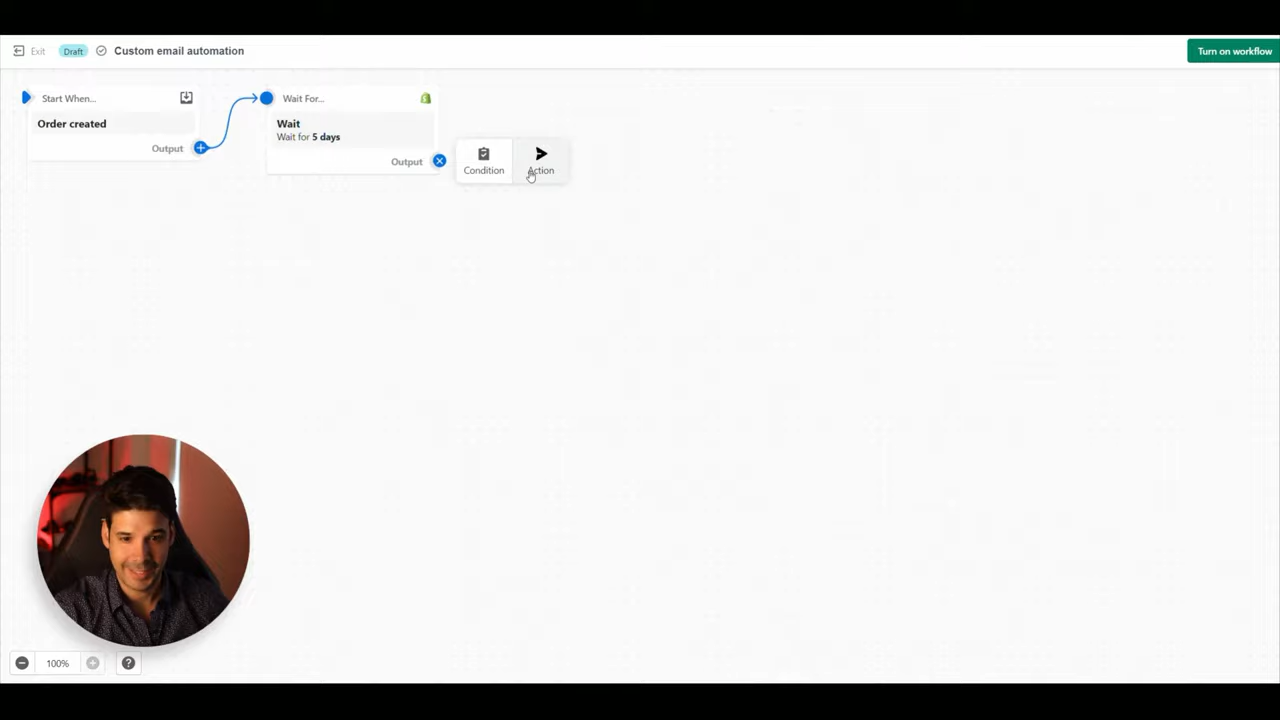 Exit Draft Custom email automation Turn on workflow
Start When... Wait For...
Order created Wait
Wait for 5 days
Output Output
Condition Action
100%